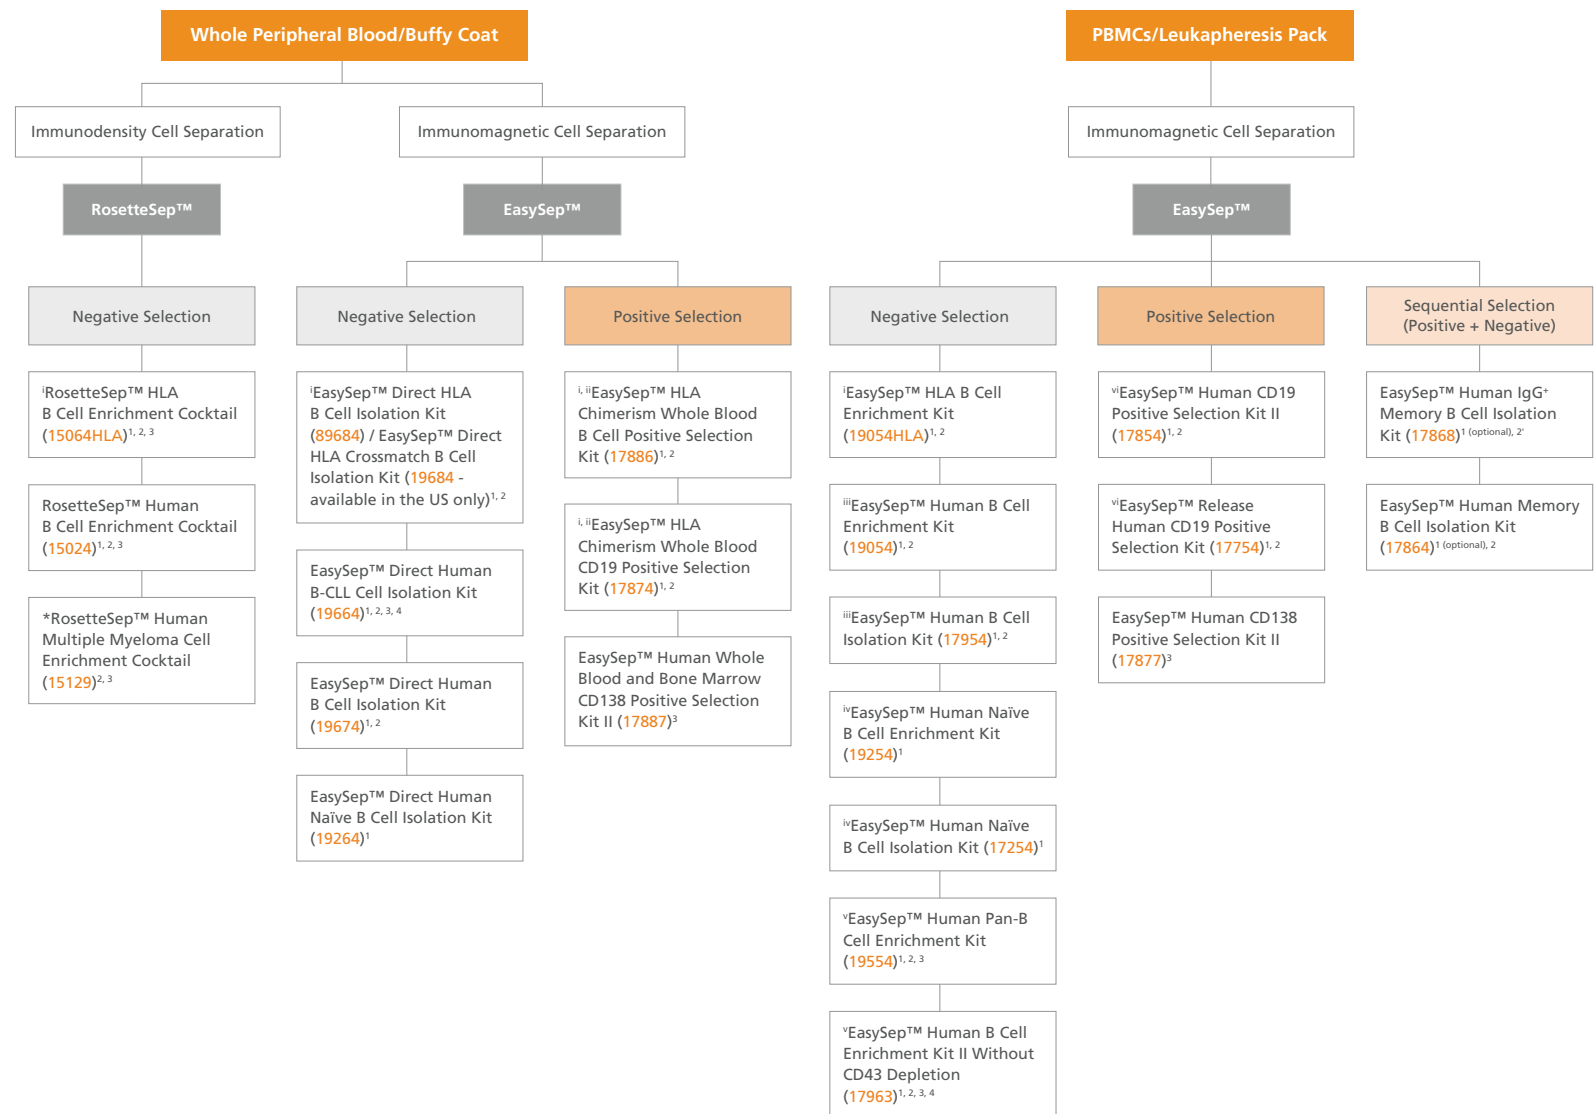 Whole Peripheral Blood/Buffy Coat
Immunodensity Cell Separation
Immunomagnetic Cell Separation
RosetteSep™
EasySep™
Negative Selection
ⁱRosetteSep™ HLA
B Cell Enrichment Cocktail
(15064HLA)¹, ², ³
RosetteSep™ Human
B Cell Enrichment Cocktail
(15024)¹, ², ³
*RosetteSep™ Human
Multiple Myeloma Cell
Enrichment Cocktail
(15129)², ³
Negative Selection
ⁱEasySep™ Direct HLA
B Cell Isolation Kit
(89684) / EasySep™ Direct
HLA Crossmatch B Cell
Isolation Kit (19684 -
available in the US only)¹, ²
EasySep™ Direct Human
B-CLL Cell Isolation Kit
(19664)¹, ², ³, ⁴
EasySep™ Direct Human
B Cell Isolation Kit
(19674)¹, ²
EasySep™ Direct Human
Naïve B Cell Isolation Kit
(19264)¹
Positive Selection
ⁱ, ⁱⁱEasySep™ HLA
Chimerism Whole Blood
B Cell Positive Selection
Kit (17886)¹, ²
ⁱ, ⁱⁱEasySep™ HLA
Chimerism Whole Blood
CD19 Positive Selection
Kit (17874)¹, ²
EasySep™ Human Whole
Blood and Bone Marrow
CD138 Positive Selection
Kit II (17887)³
PBMCs/Leukapheresis Pack
Immunomagnetic Cell Separation
EasySep™
Negative Selection
ⁱEasySep™ HLA B Cell
Enrichment Kit
(19054HLA)¹, ²
ⁱⁱⁱEasySep™ Human B Cell
Enrichment Kit
(19054)¹, ²
ⁱⁱⁱEasySep™ Human B Cell
Isolation Kit (17954)¹, ²
ⁱᵛEasySep™ Human Naïve
B Cell Enrichment Kit
(19254)¹
ⁱᵛEasySep™ Human Naïve
B Cell Isolation Kit (17254)¹
ᵛEasySep™ Human Pan-B
Cell Enrichment Kit
(19554)¹, ², ³
ᵛEasySep™ Human B Cell
Enrichment Kit II Without
CD43 Depletion
(17963)¹, ², ³, ⁴
Positive Selection
ᵛⁱEasySep™ Human CD19
Positive Selection Kit II
(17854)¹, ²
ᵛⁱEasySep™ Release
Human CD19 Positive
Selection Kit (17754)¹, ²
EasySep™ Human CD138
Positive Selection Kit II
(17877)³
Sequential Selection
(Positive + Negative)
EasySep™ Human IgG⁺
Memory B Cell Isolation
Kit (17868)¹ ⁽ᵒᵖᵗⁱᵒⁿᵃˡ⁾, ²'
EasySep™ Human Memory
B Cell Isolation Kit
(17864)¹ ⁽ᵒᵖᵗⁱᵒⁿᵃˡ⁾, ²